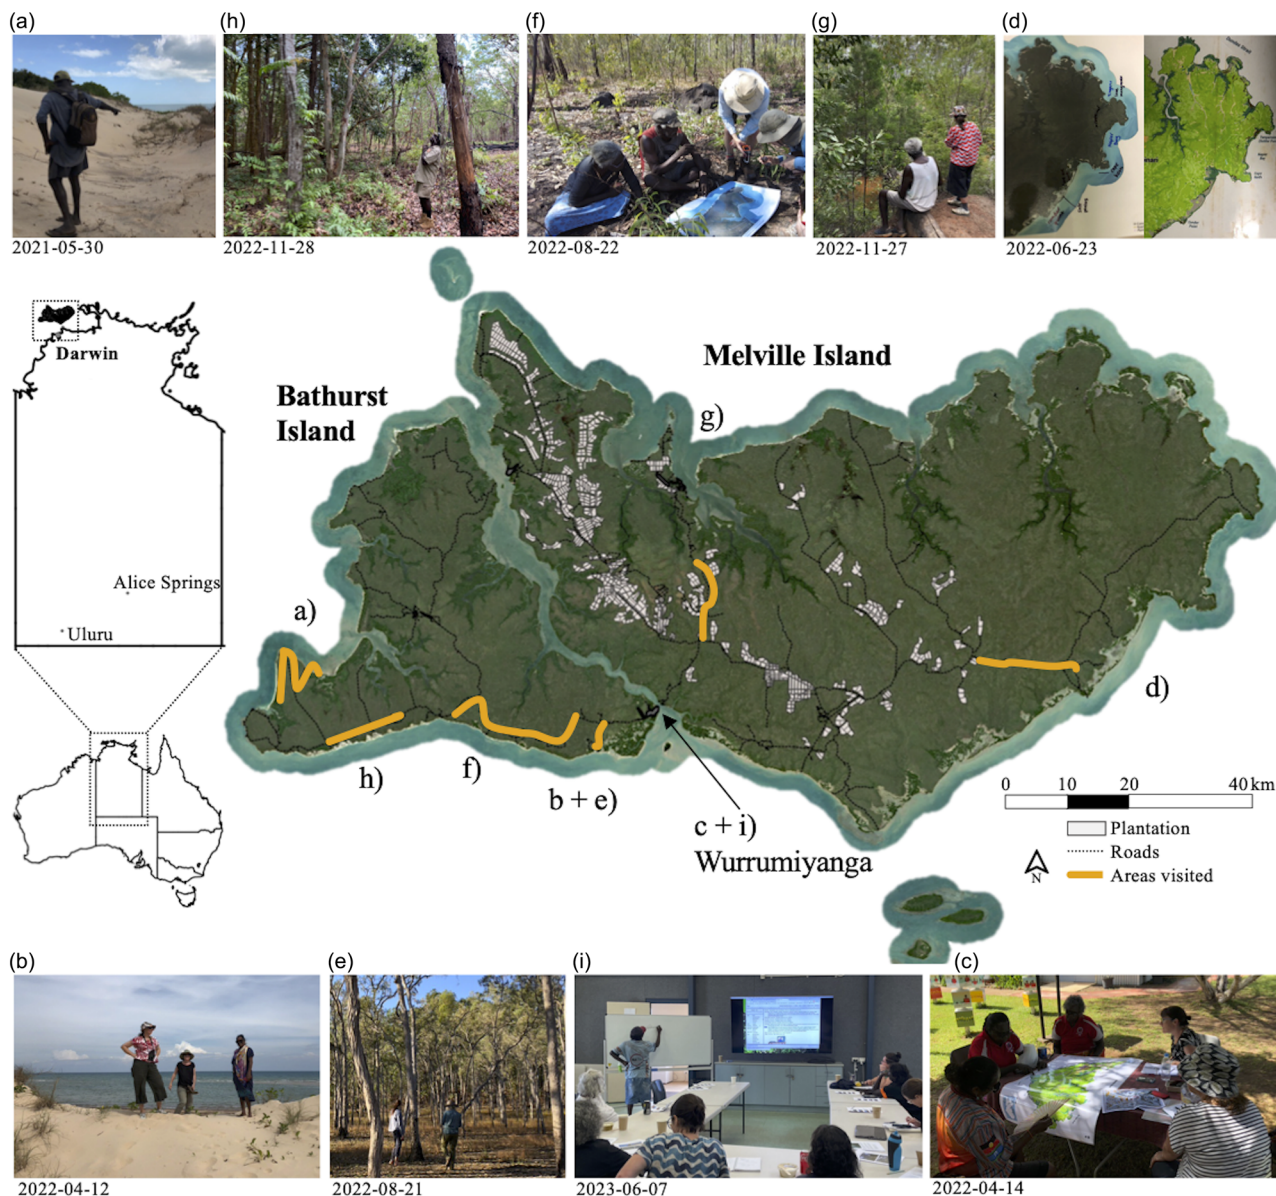 (a)
(h)
(f)
(g)
(d)
2021-05-30
2022-11-28
2022-08-22
2022-11-27
2022-06-23
Darwin
Bathurst
Island
Melville Island
g)
Alice Springs
Uluru
a)
d)
h)
f)
b + e)
c + i)
Wurrumiyanga
0 10 20 40 km
Plantation
Roads
Areas visited
N
(b)
(e)
(i)
(c)
2022-04-12
2022-08-21
2023-06-07
2022-04-14